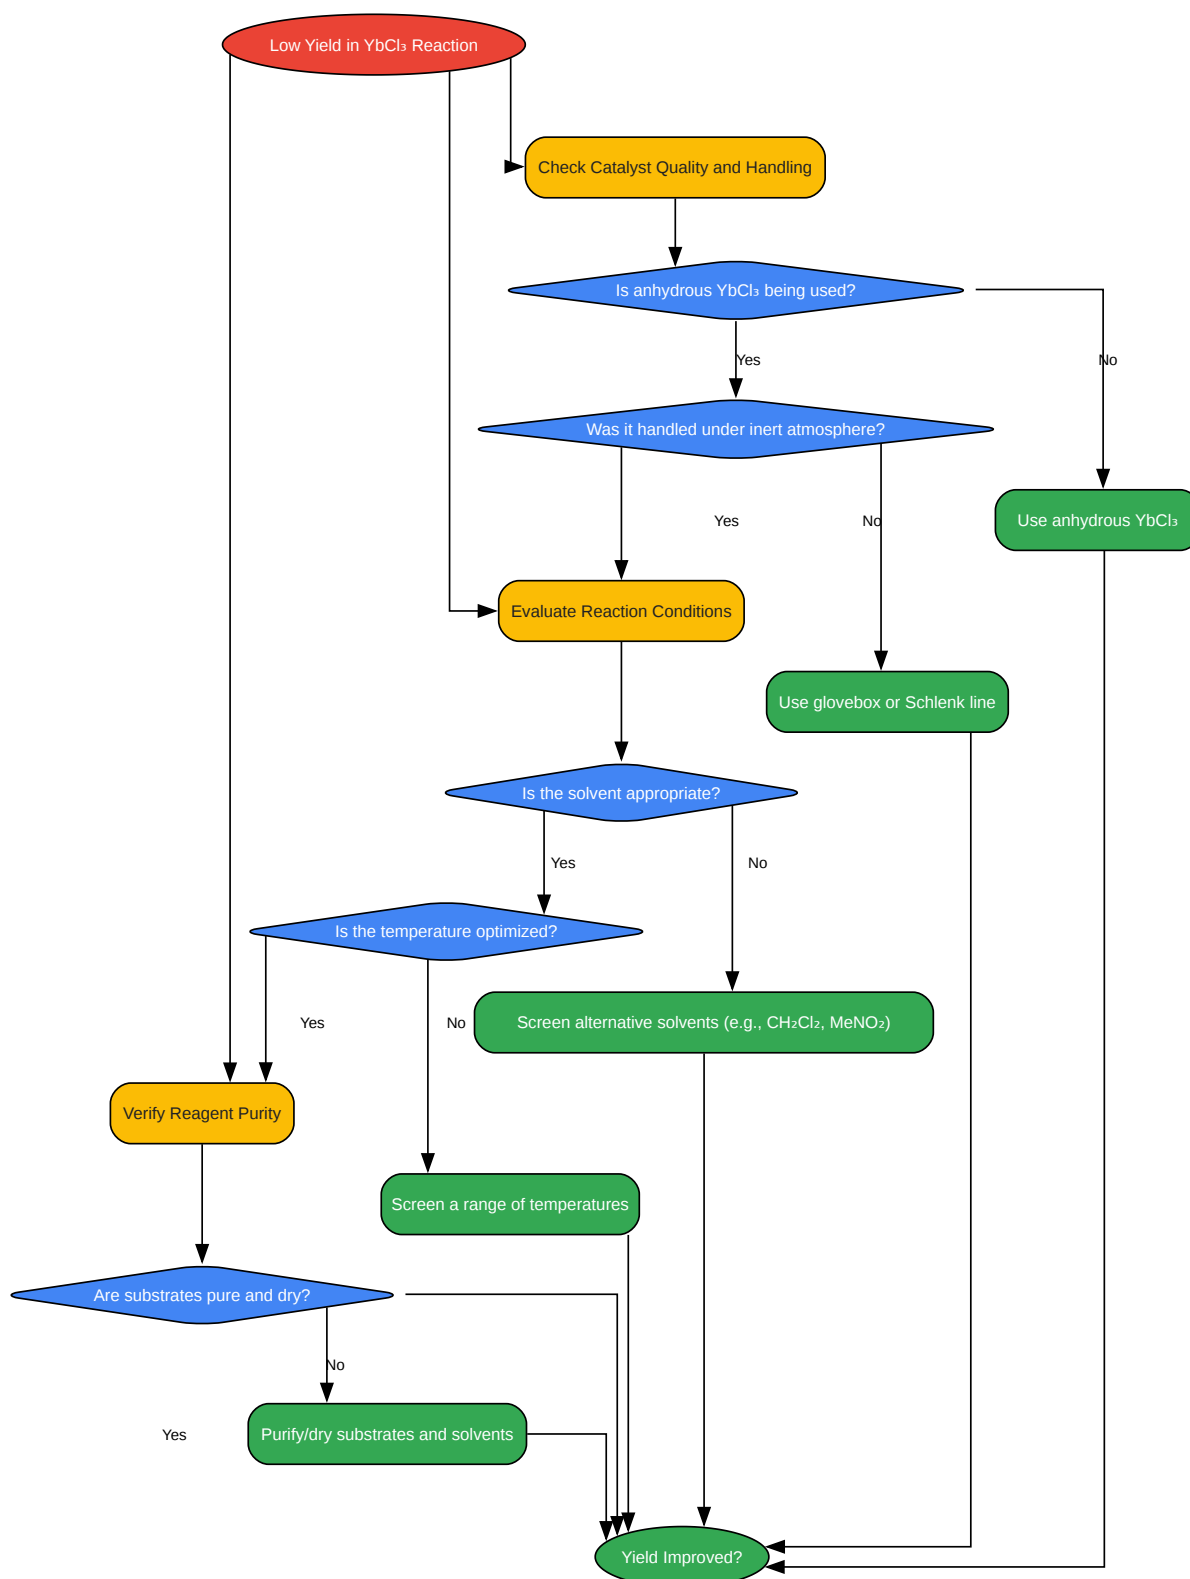 Low Yield in YbCl₃ Reaction
Check Catalyst Quality and Handling
Is anhydrous YbCl₃ being used?
Yes
No
Was it handled under inert atmosphere?
Yes
No
Use anhydrous YbCl₃
Evaluate Reaction Conditions
Use glovebox or Schlenk line
Is the solvent appropriate?
Yes
No
Is the temperature optimized?
Yes
No
Screen alternative solvents (e.g., CH₂Cl₂, MeNO₂)
Verify Reagent Purity
Screen a range of temperatures
Are substrates pure and dry?
No
Yes
Purify/dry substrates and solvents
Yield Improved?